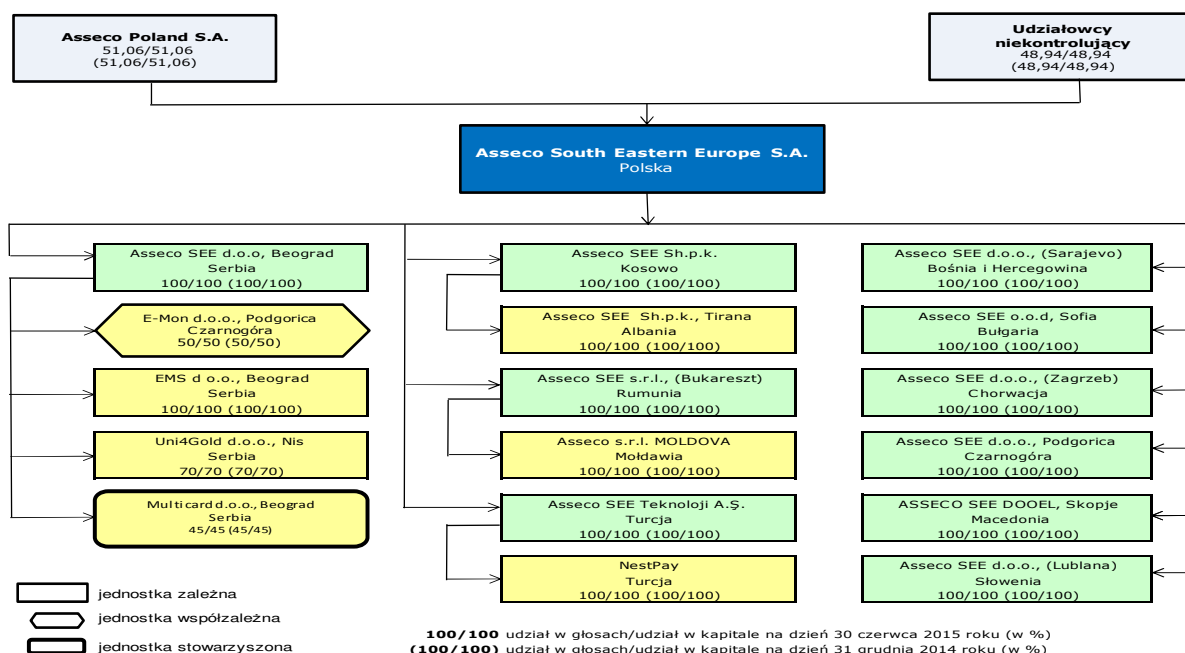 Asseco Poland S.A.
51,06/51,06
(51,06/51,06)
Udziałowcy
niekontrolujący
48,94/48,94
(48,94/48,94)
Asseco South Eastern Europe S.A.
Polska
Asseco SEE d.o.o, Beograd
Serbia
100/100 (100/100)
E-Mon d.o.o., Podgorica
Czarnogóra
50/50 (50/50)
EMS d o.o., Beograd
Serbia
100/100 (100/100)
Uni4Gold d.o.o., Nis
Serbia
70/70 (70/70)
Multicard d.o.o., Beograd
Serbia
45/45 (45/45)
Asseco SEE Sh.p.k.
Kosowo
100/100 (100/100)
Asseco SEE Sh.p.k., Tirana
Albania
100/100 (100/100)
Asseco SEE s.r.l., (Bukareszt)
Rumunia
100/100 (100/100)
Asseco s.r.l. MOLDOVA
Mołdawia
100/100 (100/100)
Asseco SEE Teknoloji A.Ş.
Turcja
100/100 (100/100)
NestPay
Turcja
100/100 (100/100)
Asseco SEE d.o.o., (Sarajevo)
Bośnia i Hercegowina
100/100 (100/100)
Asseco SEE o.o.d, Sofia
Bułgaria
100/100 (100/100)
Asseco SEE d.o.o., (Zagrzeb)
Chorwacja
100/100 (100/100)
Asseco SEE d.o.o., Podgorica
Czarnogóra
100/100 (100/100)
ASSECO SEE DOOEL, Skopje
Macedonia
100/100 (100/100)
Asseco SEE d.o.o., (Lublana)
Słowenia
100/100 (100/100)
jednostka zależna
jednostka współzależna
jednostka stowarzyszona
100/100 udział w głosach/udział w kapitale na dzień 30 czerwca 2015 roku (w %)
(100/100) udział w głosach/udział w kapitale na dzień 31 grudnia 2014 roku (w %)